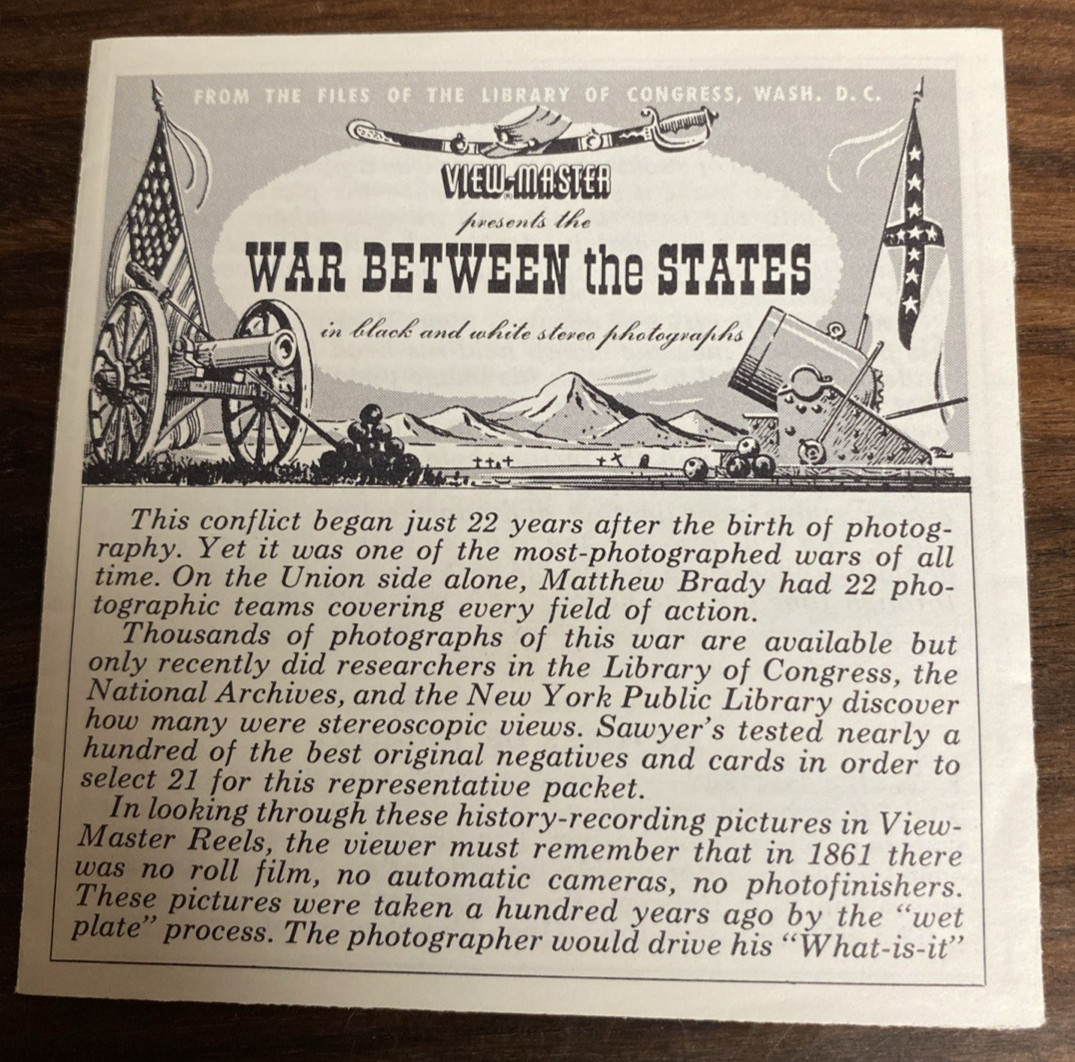 FROM THE FILES OF THE LIBRARY OF CONGRESS, WASH. D. C.
VIEW-MASTER
presents the
WAR BETWEEN the STATES
in black and white stereo photographs
This conflict began just 22 years after the birth of photog-
raphy. Yet it was one of the most-photographed wars of all
time. On the Union side alone, Matthew Brady had 22 pho-
tographic teams covering every field of action.
Thousands of photographs of this war are available but
only recently did researchers in the Library of Congress, the
National Archives, and the New York Public Library discover
how many were stereoscopic views. Sawyer's tested nearly a
hundred of the best original negatives and cards in order to
select 21 for this representative packet.
In looking through these history-recording pictures in View-
Master Reels, the viewer must remember that in 1861 there
was no roll film, no automatic cameras, no photofinishers.
These pictures were taken a hundred years ago by the "wet
plate" process. The photographer would drive his "What-is-it"